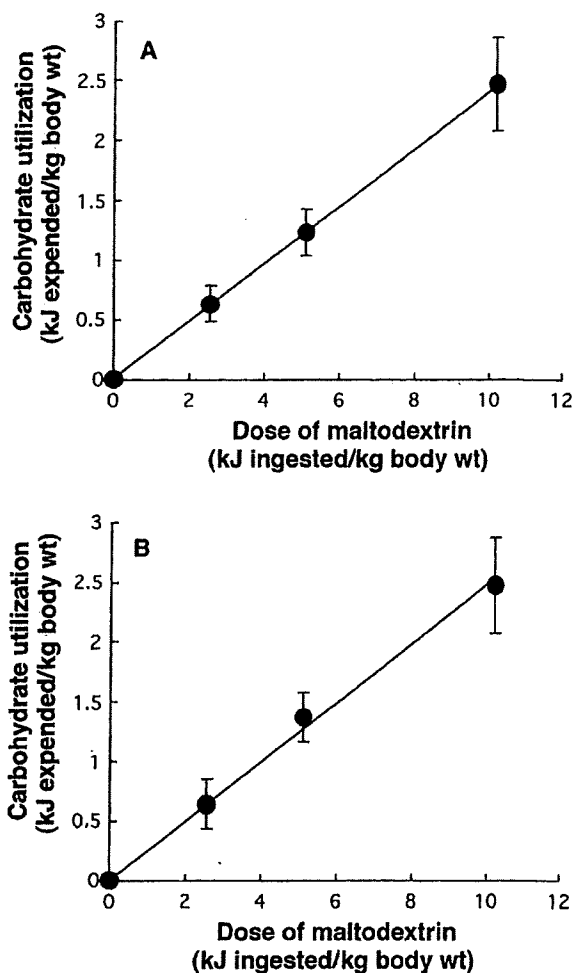 A
Carbohydrate utilization
(kJ expended/kg body wt)
3
2.5
2
1.5
1
0.5
0
0 2 4 6 8 10 12
Dose of maltodextrin
(kJ ingested/kg body wt)
B
Carbohydrate utilization
(kJ expended/kg body wt)
3
2.5
2
1.5
1
0.5
0
0 2 4 6 8 10 12
Dose of maltodextrin
(kJ ingested/kg body wt)